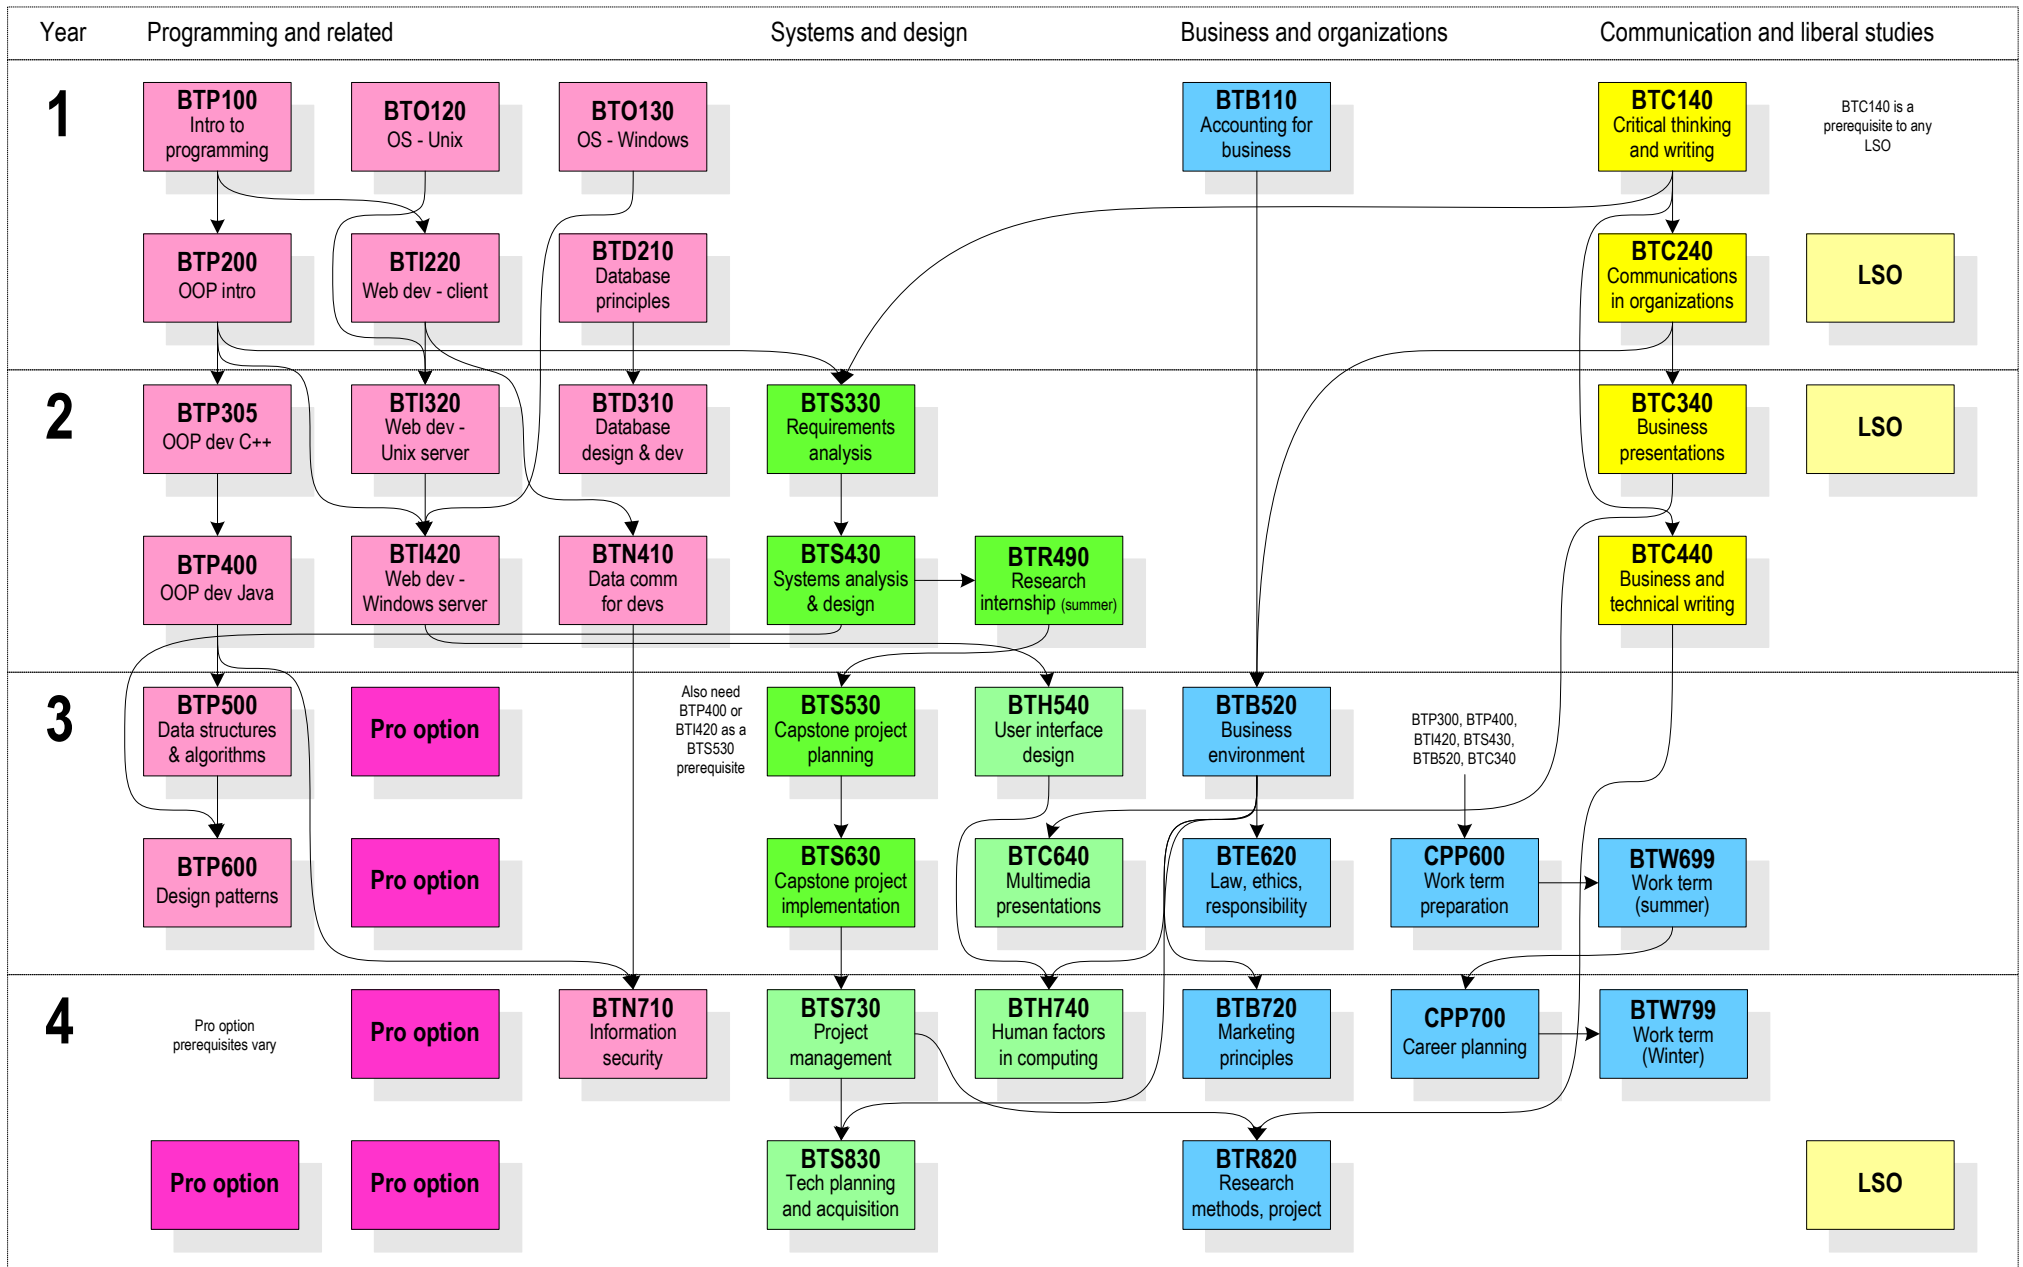 Year Programming and related Systems and design Business and organizations Communication and liberal studies
1
BTP100
Intro to
programming
BTO120
OS - Unix
BTO130
OS - Windows
BTB110
Accounting for
business
BTC140
Critical thinking
and writing
BTC140 is a
prerequisite to any
LSO
BTP200
OOP intro
BTI220
Web dev - client
BTD210
Database
principles
BTC240
Communications
in organizations
LSO
2
BTP305
OOP dev C++
BTI320
Web dev -
Unix server
BTD310
Database
design & dev
BTS330
Requirements
analysis
BTC340
Business
presentations
LSO
BTP400
OOP dev Java
BTI420
Web dev -
Windows server
BTN410
Data comm
for devs
BTS430
Systems analysis
& design
BTR490
Research
internship (summer)
BTC440
Business and
technical writing
3
BTP500
Data structures
& algorithms
Pro option
Also need
BTP400 or
BTI420 as a
BTS530
prerequisite
BTS530
Capstone project
planning
BTH540
User interface
design
BTB520
Business
environment
BTP300, BTP400,
BTI420, BTS430,
BTB520, BTC340
BTP600
Design patterns
Pro option
BTS630
Capstone project
implementation
BTC640
Multimedia
presentations
BTE620
Law, ethics,
responsibility
CPP600
Work term
preparation
BTW699
Work term
(summer)
4
Pro option
prerequisites vary
Pro option
BTN710
Information
security
BTS730
Project
management
BTH740
Human factors
in computing
BTB720
Marketing
principles
CPP700
Career planning
BTW799
Work term
(Winter)
Pro option
Pro option
BTS830
Tech planning
and acquisition
BTR820
Research
methods, project
LSO